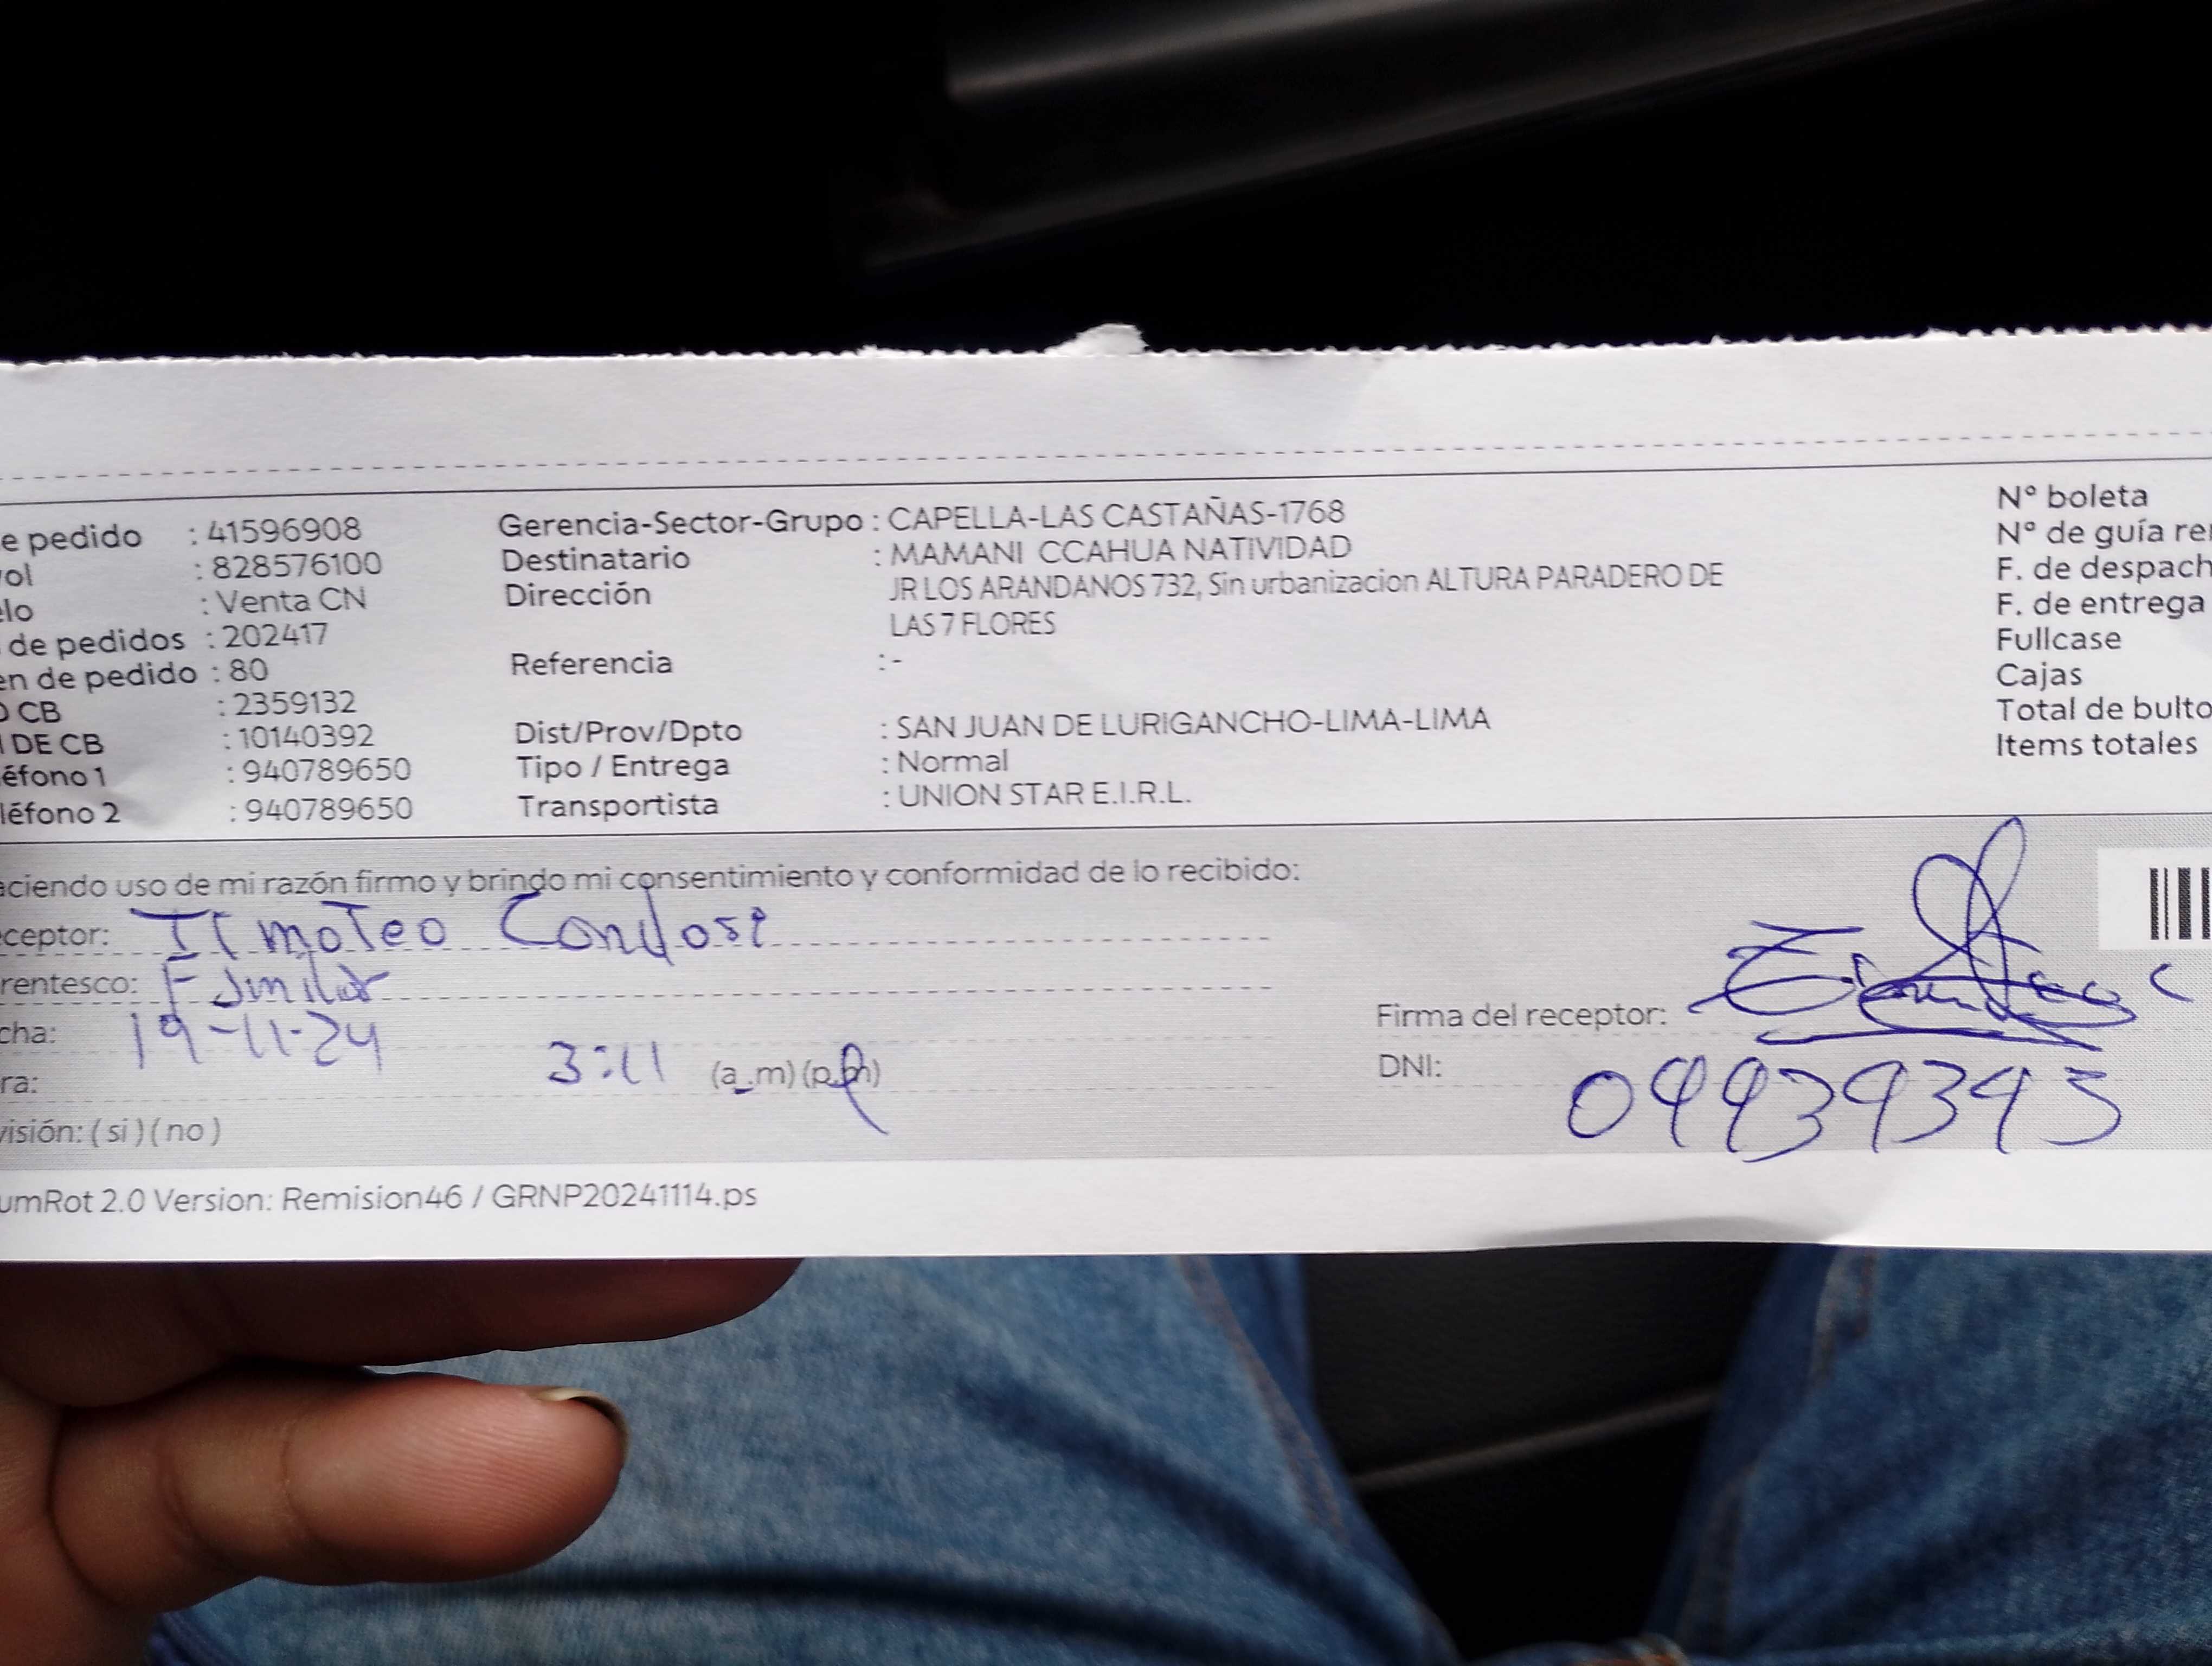 e pedido : 41596908
ol : 828576100
elo : Venta CN
de pedidos : 202417
en de pedido : 80
O CB : 2359132
DE CB : 10140392
éfono 1 : 940789650
léfono 2 : 940789650
Gerencia-Sector-Grupo : CAPELLA-LAS CASTAÑAS-1768
Destinatario : MAMANI CCAHUA NATIVIDAD
Dirección JR LOS ARANDANOS 732, Sin urbanizacion ALTURA PARADERO DE
LAS 7 FLORES
Referencia : -
Dist/Prov/Dpto : SAN JUAN DE LURIGANCHO-LIMA-LIMA
Tipo / Entrega : Normal
Transportista : UNION STAR E.I.R.L.
N° boleta
N° de guía re
F. de despach
F. de entrega
Fullcase
Cajas
Total de bulto
Items totales
aciendo uso de mi razón firmo y brindo mi consentimiento y conformidad de lo recibido:
ceptor: Timoteo Condosi
rentesco: Familiar
cha: 19-11-24
ra: 3:11 (a.m) (p.m)
visión: ( si ) ( no )
Firma del receptor:
DNI: 09939393
umRot 2.0 Version: Remision46 / GRNP20241114.ps